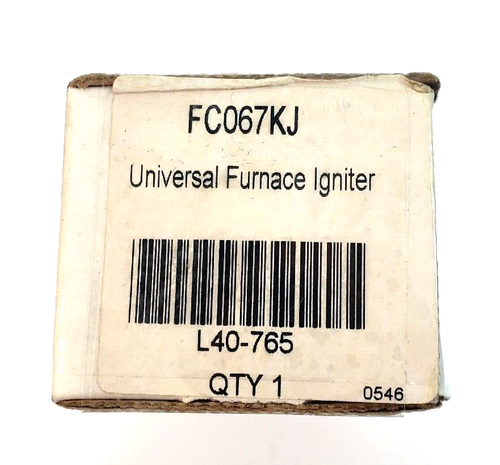 FC067KJ
Universal Furnace Igniter
L40-765
QTY 1
0546